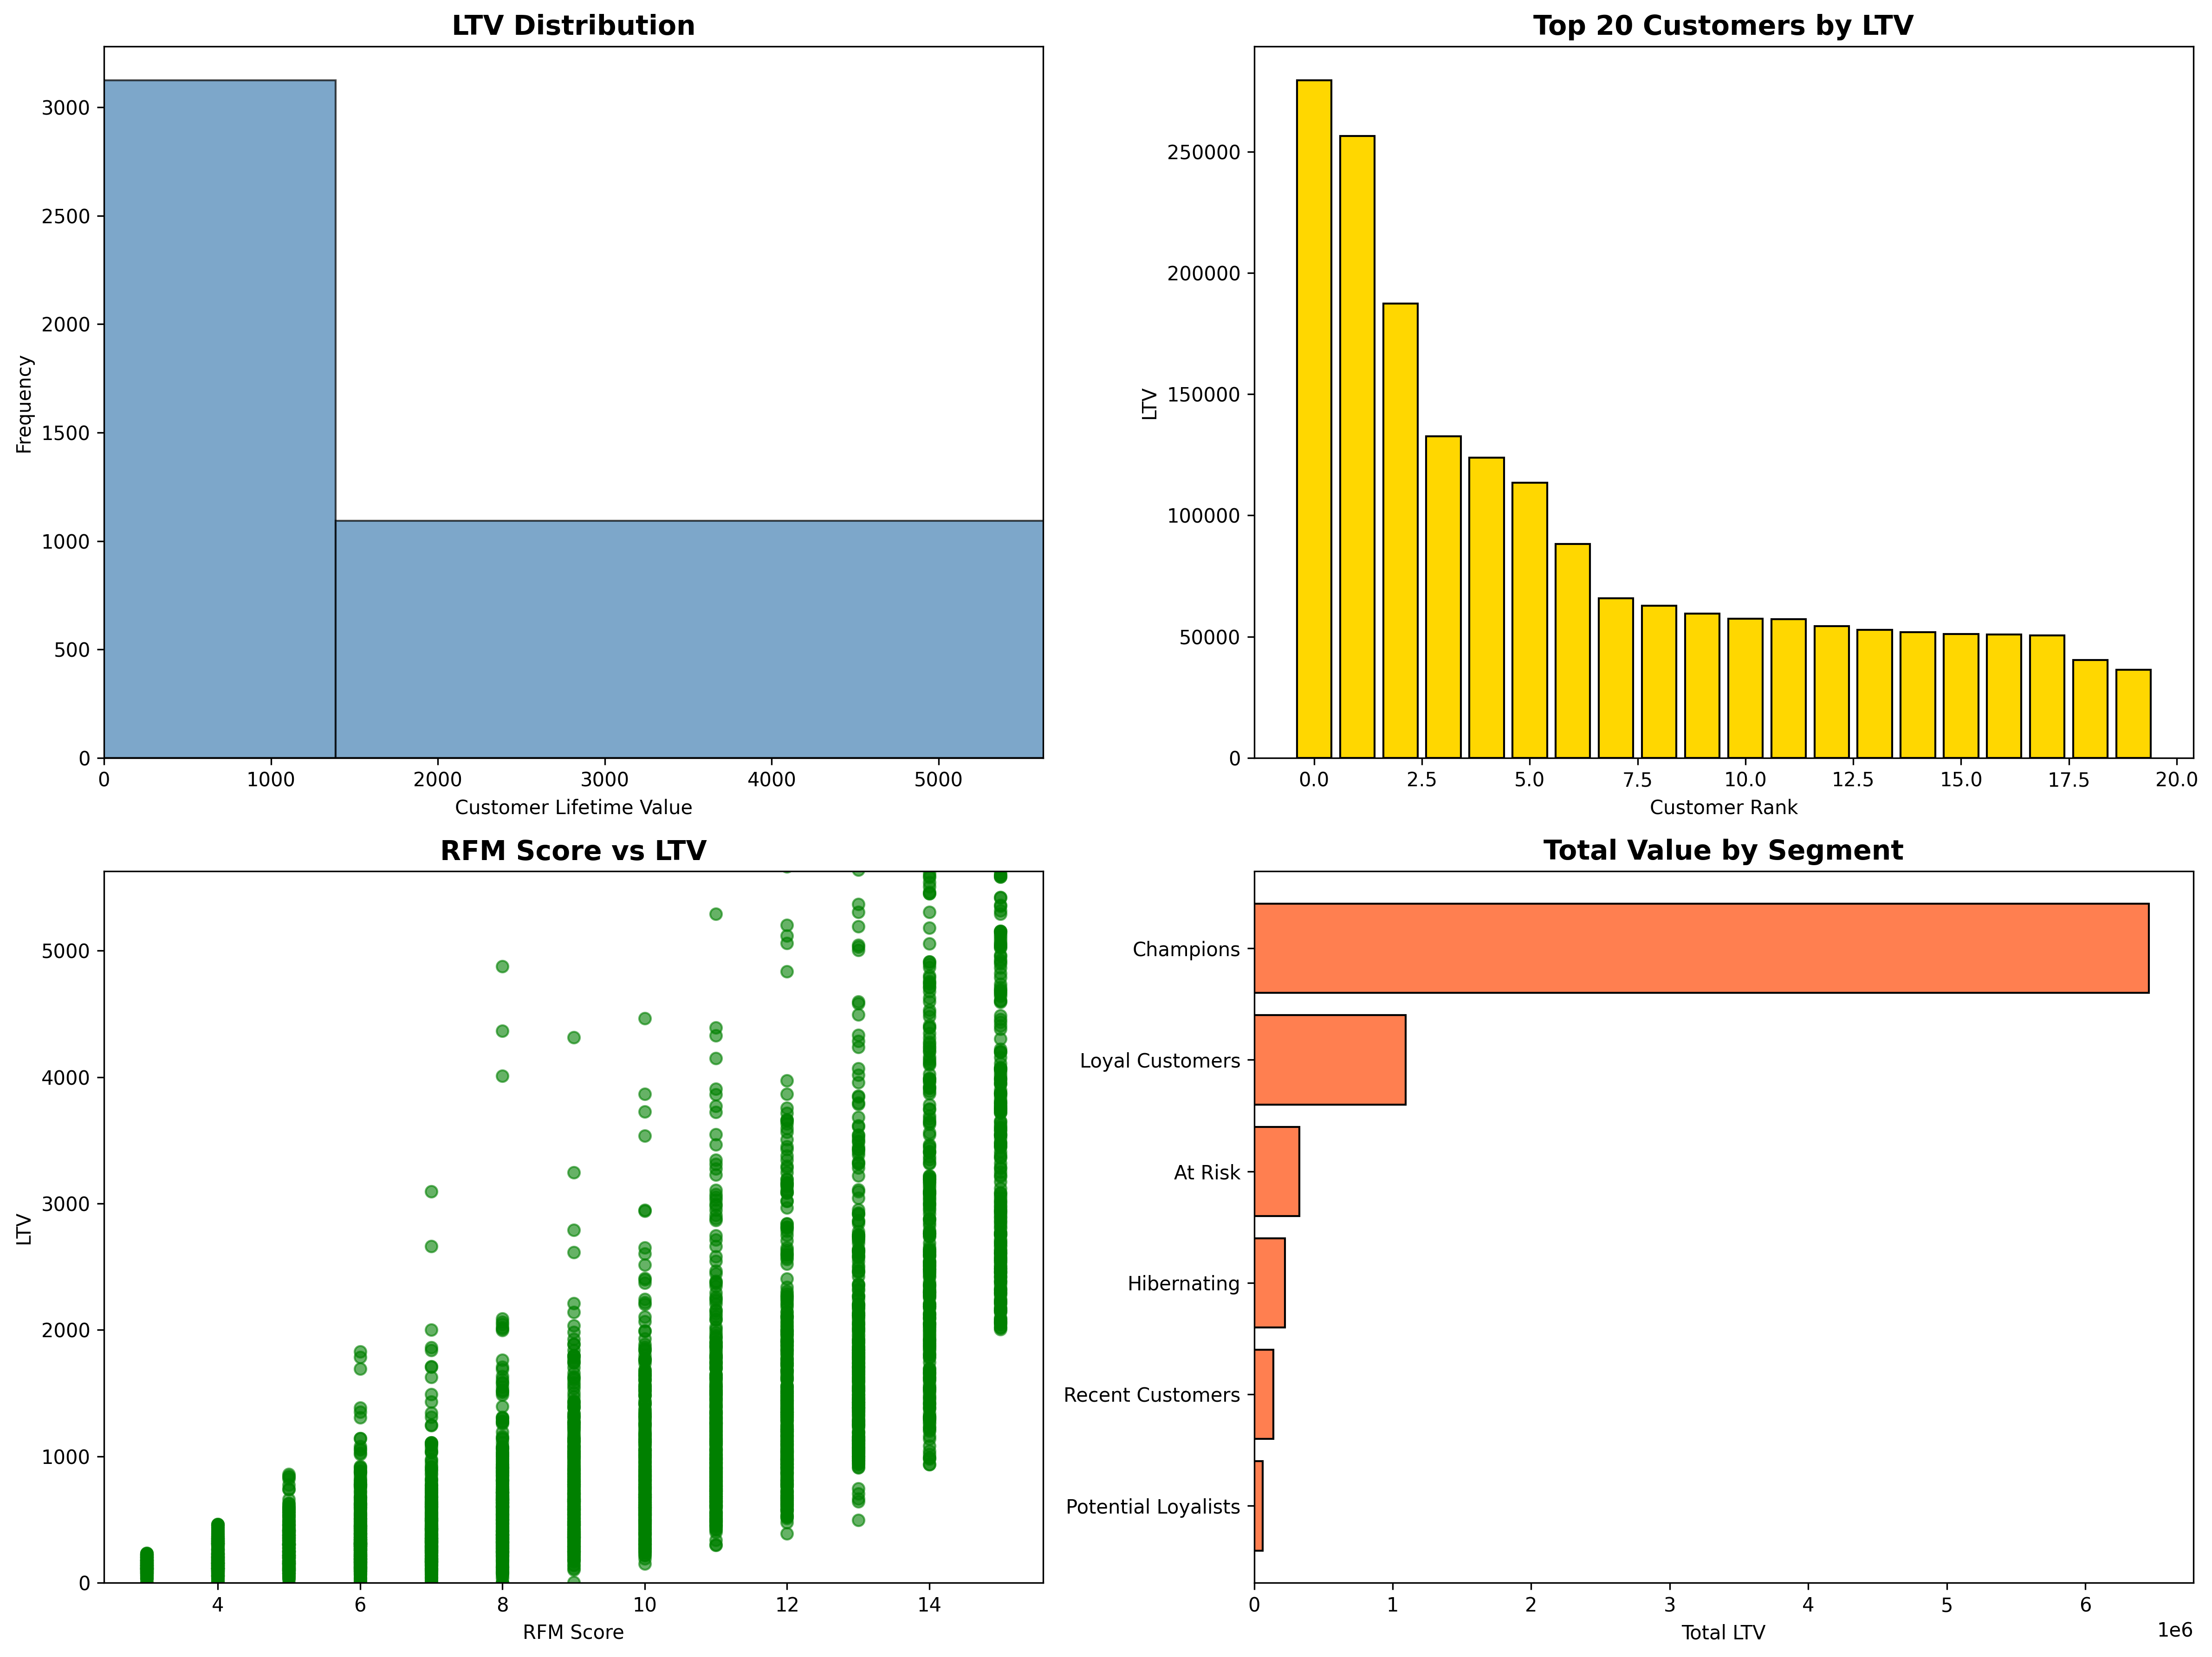 LTV Distribution
3000
2500
2000
1500
1000
500
0
Frequency
0 1000 2000 3000 4000 5000
Customer Lifetime Value
Top 20 Customers by LTV
250000
200000
150000
100000
50000
0
LTV
0.0 2.5 5.0 7.5 10.0 12.5 15.0 17.5 20.0
Customer Rank
RFM Score vs LTV
5000
4000
3000
2000
1000
0
LTV
4 6 8 10 12 14
RFM Score
Total Value by Segment
Champions
Loyal Customers
At Risk
Hibernating
Recent Customers
Potential Loyalists
0 1 2 3 4 5 6
1e6
Total LTV